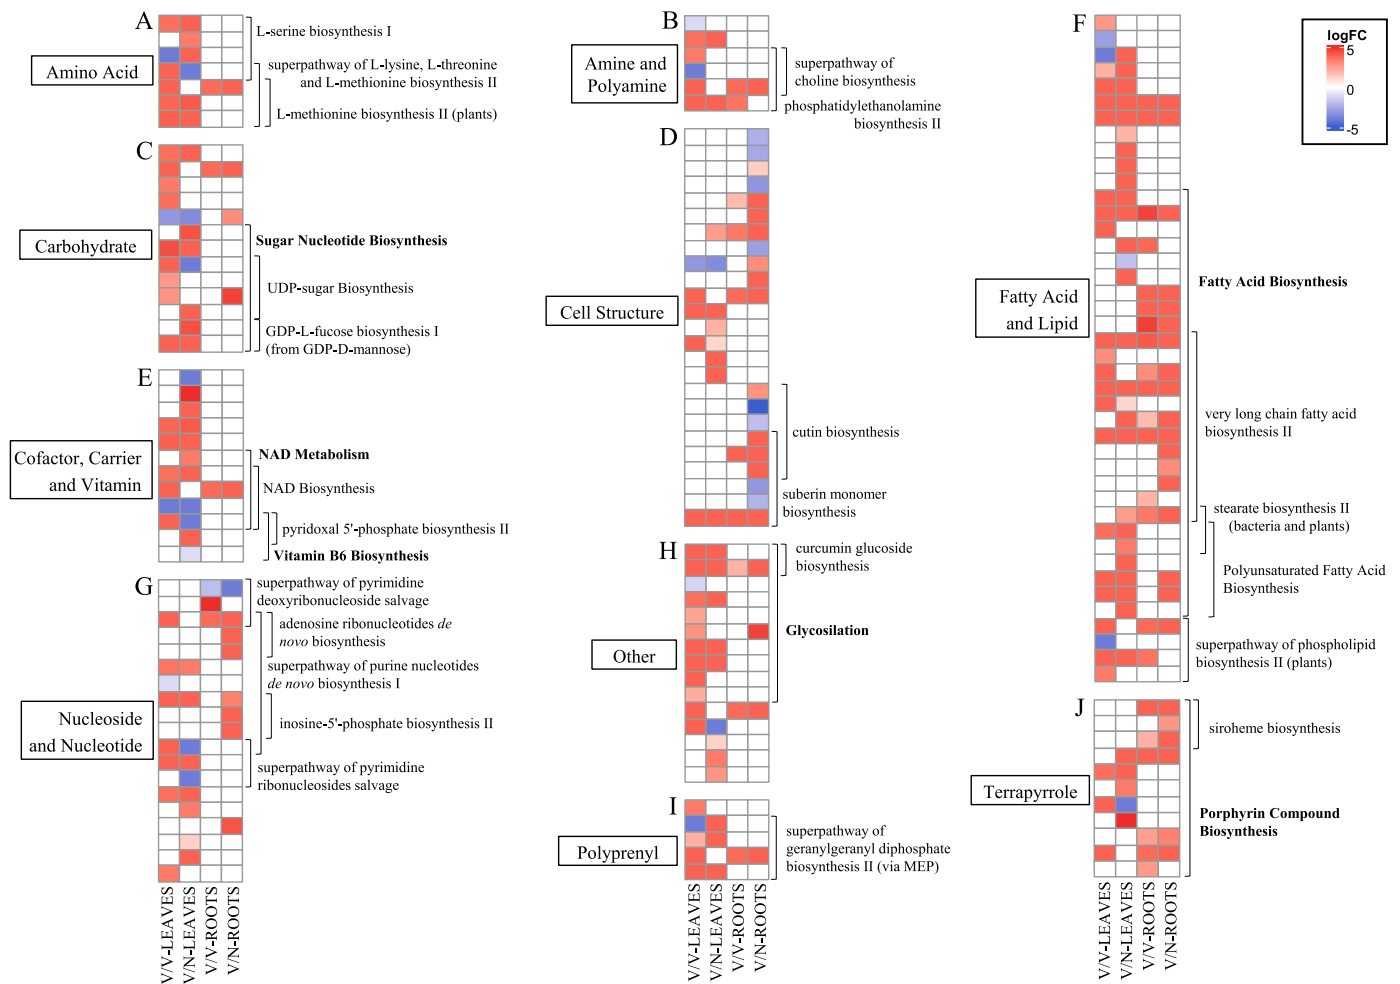 A
Amino Acid
L-serine biosynthesis I
superpathway of L-lysine, L-threonine
and L-methionine biosynthesis II
L-methionine biosynthesis II (plants)
B
Amine and
Polyamine
superpathway of
choline biosynthesis
phosphatidylethanolamine
biosynthesis II
C
Carbohydrate
Sugar Nucleotide Biosynthesis
UDP-sugar Biosynthesis
GDP-L-fucose biosynthesis I
(from GDP-D-mannose)
D
Cell Structure
cutin biosynthesis
suberin monomer
biosynthesis
E
Cofactor, Carrier
and Vitamin
NAD Metabolism
NAD Biosynthesis
pyridoxal 5'-phosphate biosynthesis II
Vitamin B6 Biosynthesis
F
Fatty Acid
and Lipid
Fatty Acid Biosynthesis
very long chain fatty acid
biosynthesis II
stearate biosynthesis II
(bacteria and plants)
Polyunsaturated Fatty Acid
Biosynthesis
superpathway of phospholipid
biosynthesis II (plants)
G
Nucleoside
and Nucleotide
superpathway of pyrimidine
deoxyribonucleoside salvage
adenosine ribonucleotides de
novo biosynthesis
superpathway of purine nucleotides
de novo biosynthesis I
inosine-5'-phosphate biosynthesis II
superpathway of pyrimidine
ribonucleosides salvage
H
Other
curcumin glucoside
biosynthesis
Glycosilation
I
Polyprenyl
superpathway of
geranylgeranyl diphosphate
biosynthesis II (via MEP)
J
Terrapyrrole
siroheme biosynthesis
Porphyrin Compound
Biosynthesis
logFC
5
0
-5
V/V-LEAVES
V/N-LEAVES
V/V-ROOTS
V/N-ROOTS
V/V-LEAVES
V/N-LEAVES
V/V-ROOTS
V/N-ROOTS
V/V-LEAVES
V/N-LEAVES
V/V-ROOTS
V/N-ROOTS